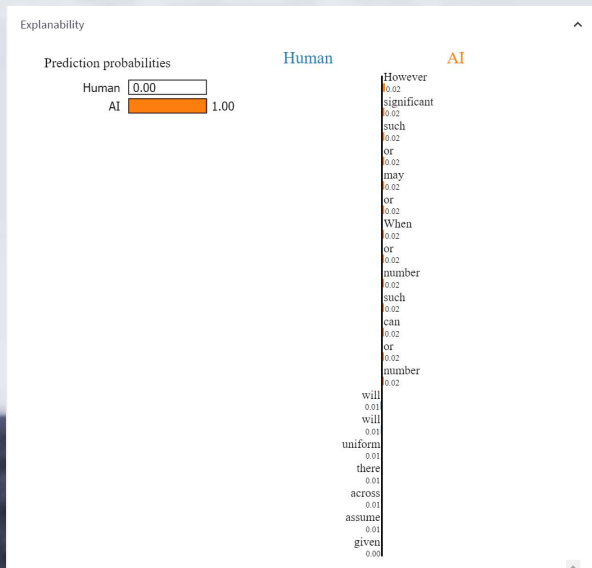 Explanability
Prediction probabilities
Human 0.00
AI 1.00
Human AI
However
0.02
significant
0.02
such
0.02
or
0.02
may
0.02
or
0.02
When
0.02
or
0.02
number
0.02
such
0.02
can
0.02
or
0.02
number
0.02
will
0.01
will
0.01
uniform
0.01
there
0.01
across
0.01
assume
0.01
given
0.00